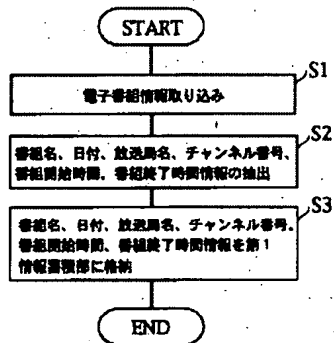 START
S1
電子番組情報取り込み
S2
番組名、日付、放送局名、チャンネル番号、
番組開始時間、番組終了時間情報の抽出
S3
番組名、日付、放送局名、チャンネル番号、
番組開始時間、番組終了時間情報を第1
情報蓄積部に格納
END